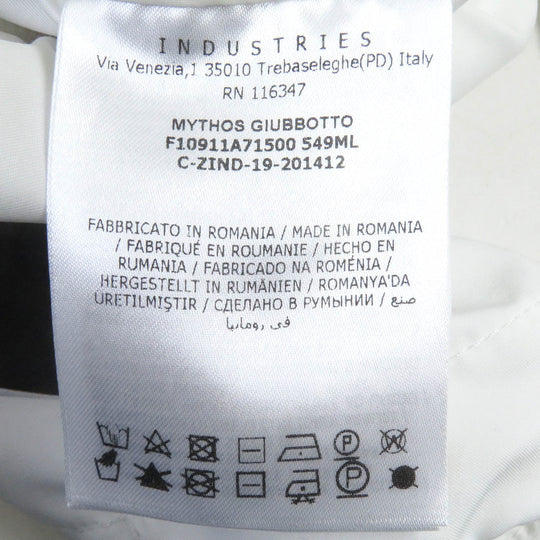 INDUSTRIES
Via Venezia,1 35010 Trebaseleghe(PD) Italy
RN 116347
MYTHOS GIUBBOTTO
F10911A71500 549ML
C-ZIND-19-201412
FABBRICATO IN ROMANIA / MADE IN ROMANIA
/ FABRIQUÉ EN ROUMANIE / HECHO EN
RUMANIA / FABRICADO NA ROMÉNIA /
HERGESTELLT IN RUMÄNIEN / ROMANYA'DA
ÜRETILMIŞTIR / СДЕЛАНО В РУМЫНИИ / صنع
في رومانيا
P W
P